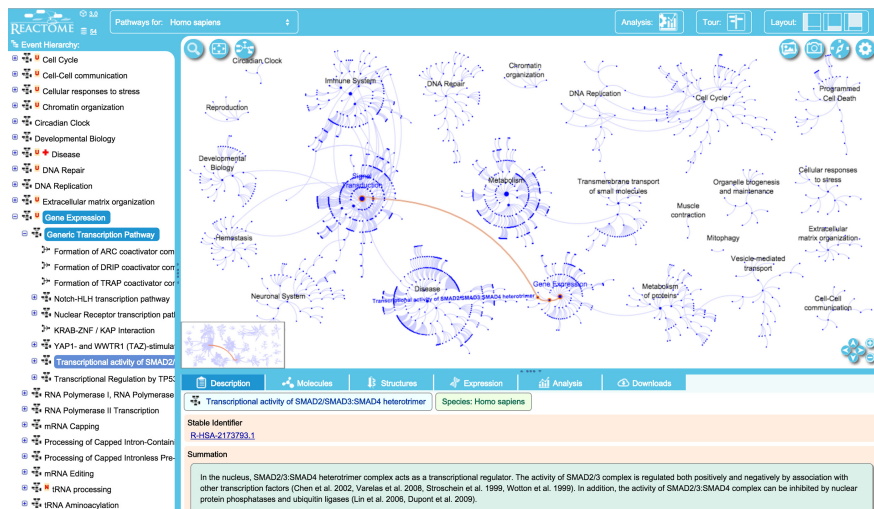 REACTOME
3.0
54
Pathways for: Homo sapiens
Analysis:
Tour:
Layout:
Event Hierarchy:
Cell Cycle
Cell-Cell communication
Cellular responses to stress
Chromatin organization
Circadian Clock
Developmental Biology
Disease
DNA Repair
DNA Replication
Extracellular matrix organization
Gene Expression
Generic Transcription Pathway
Formation of ARC coactivator com
Formation of DRIP coactivator cor
Formation of TRAP coactivator cor
Notch-HLH transcription pathway
Nuclear Receptor transcription path
KRAB-ZNF / KAP Interaction
YAP1- and WWTR1 (TAZ)-stimula
Transcriptional activity of SMAD2/
Transcriptional Regulation by TP53
RNA Polymerase I, RNA Polymerase
RNA Polymerase II Transcription
mRNA Capping
Processing of Capped Intron-Contain
Processing of Capped Intronless Pre-
mRNA Editing
tRNA processing
tRNA Aminoacylation
Circadian Clock
Immune System
DNA Repair
Chromatin
organization
DNA Replication
Cell Cycle
Programmed
Cell Death
Reproduction
Developmental
Biology
Signal
Transduction
Metabolism
Transmembrane transport
of small molecules
Organelle biogenesis
and maintenance
Cellular responses
to stress
Muscle
contraction
Hemostasis
Mitophagy
Extracellular
matrix organization
Vesicle-mediated
transport
Neuronal System
Disease
Transcriptional activity of SMAD2/SMAD3:SMAD4 heterotrimer
Gene Expression
Metabolism
of proteins
Cell-Cell
communication
Description
Molecules
Structures
Expression
Analysis
Downloads
Transcriptional activity of SMAD2/SMAD3:SMAD4 heterotrimer
Species: Homo sapiens
Stable Identifier
R-HSA-2173793.1
Summation
In the nucleus, SMAD2/3:SMAD4 heterotrimer complex acts as a transcriptional regulator. The activity of SMAD2/3 complex is regulated both positively and negatively by association with
other transcription factors (Chen et al. 2002, Varelas et al. 2008, Stroschein et al. 1999, Wotton et al. 1999). In addition, the activity of SMAD2/3:SMAD4 complex can be inhibited by nuclear
protein phosphatases and ubiquitin ligases (Lin et al. 2006, Dupont et al. 2009).